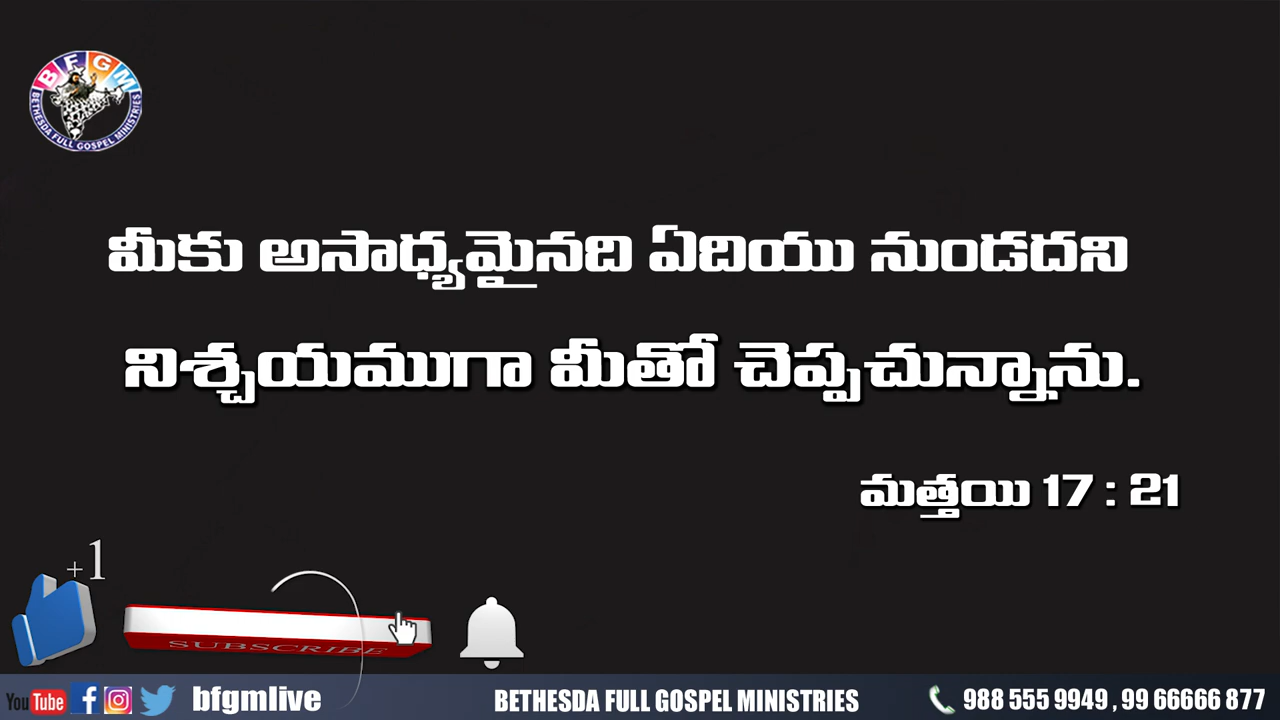 BFGM
BETHESDA FULL GOSPEL MINISTRIES
మీకు అసాధ్యమైనది ఏదియు నుండదని
నిశ్చయముగా మీతో చెప్పచున్నాను.
మత్తయి 17 : 21
+1
SUBSCRIBE
YouTube f bfgmlive BETHESDA FULL GOSPEL MINISTRIES 988 555 9949 , 99 66666 877